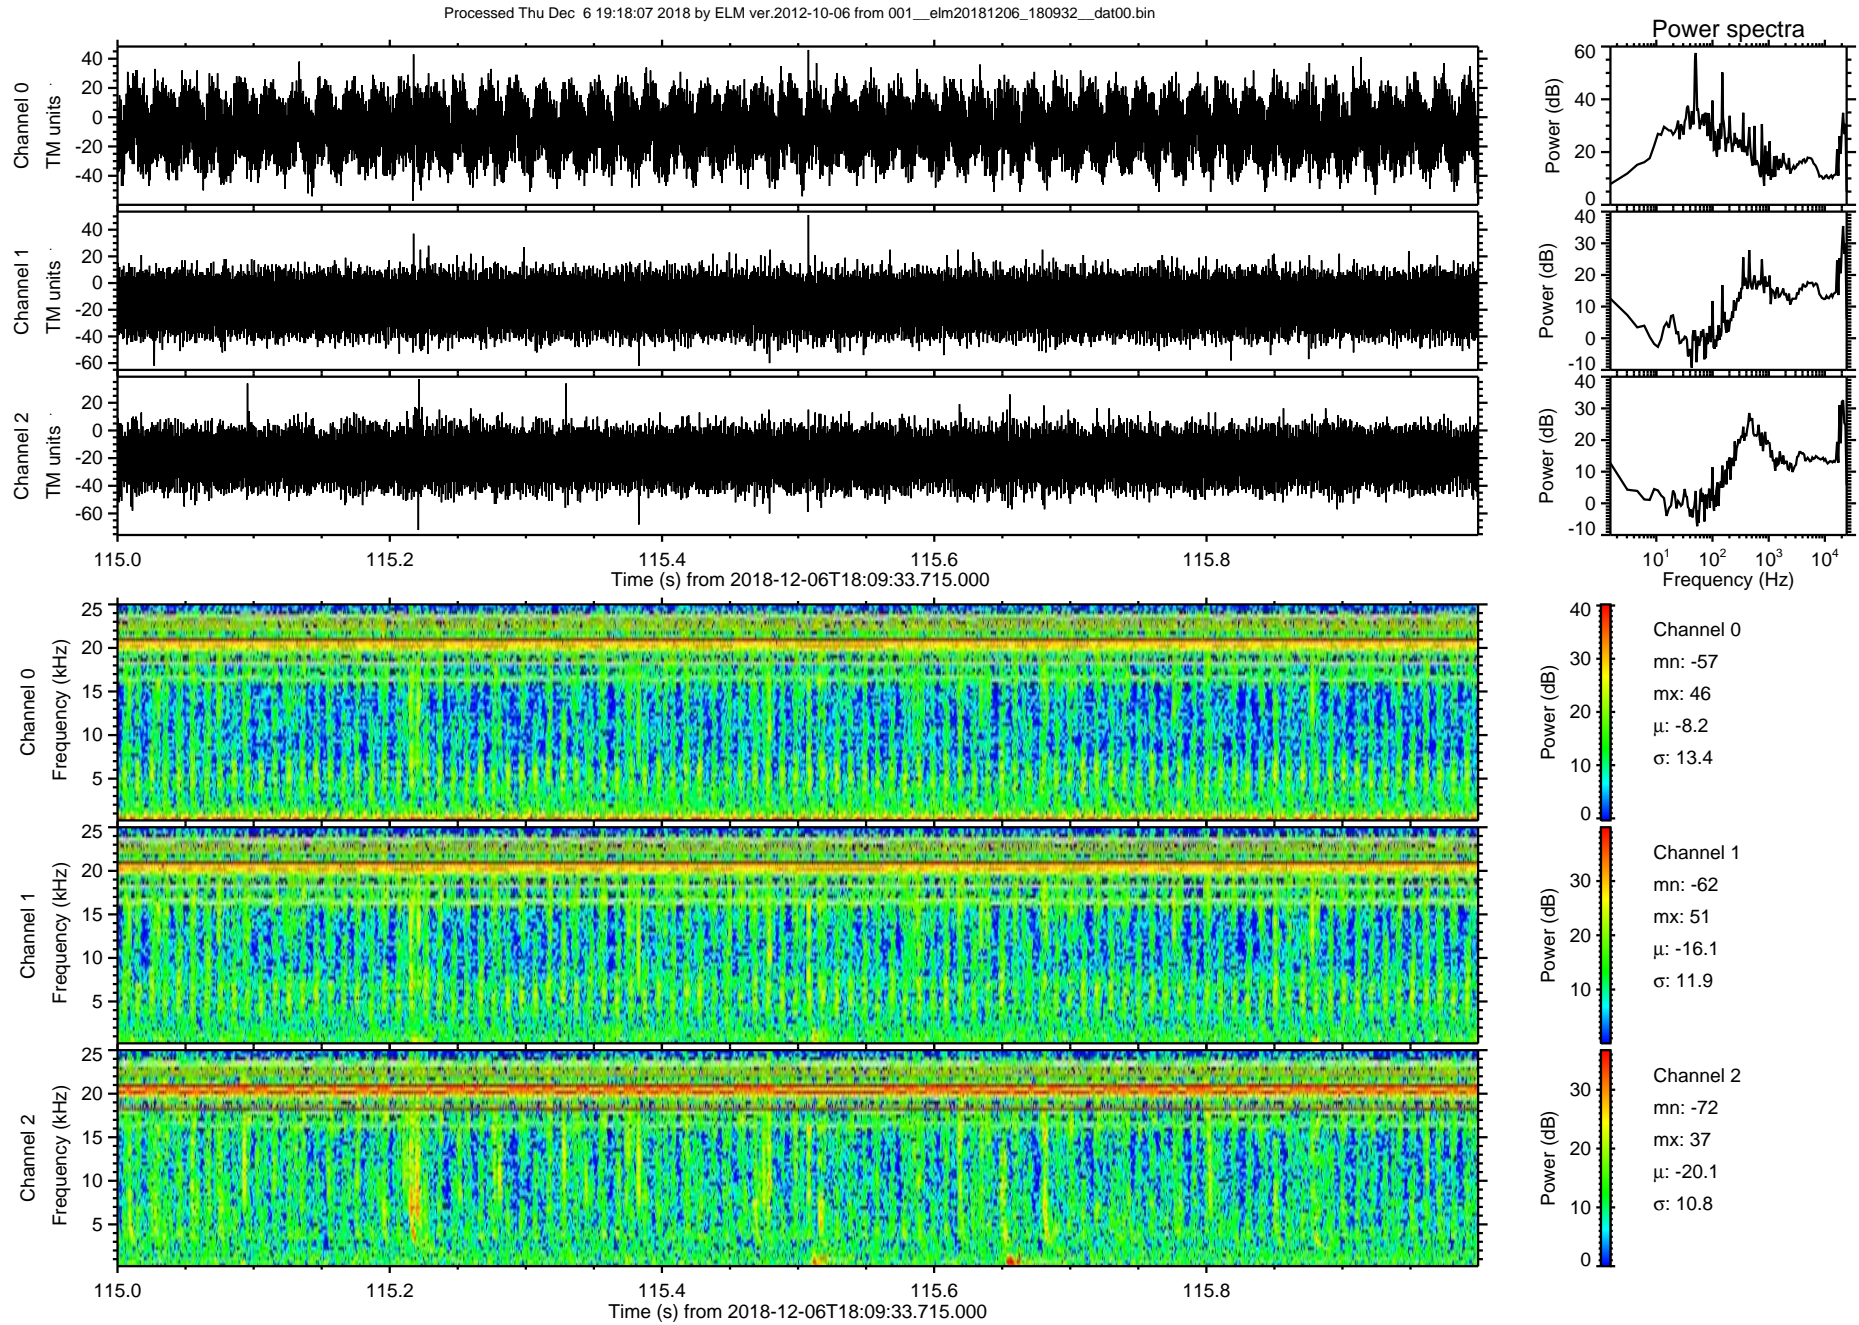 Processed Thu Dec  6 19:18:07 2018 by ELM ver.2012-10-06 from 001__elm20181206_180932__dat00.bin
Power spectra
Channel 0
TM units
40
20
0
-20
-40
Power (dB)
60
40
20
0
Channel 1
TM units
40
20
0
-20
-40
-60
Power (dB)
40
30
20
10
0
-10
Channel 2
TM units
20
0
-20
-40
-60
Power (dB)
40
30
20
10
0
-10
115.0 115.2 115.4 115.6 115.8
Time (s) from 2018-12-06T18:09:33.715.000
10^1 10^2 10^3 10^4
Frequency (Hz)
Channel 0
Frequency (kHz)
25
20
15
10
5
Power (dB)
40
30
20
10
0
Channel 0
mn: -57
mx: 46
μ: -8.2
σ: 13.4
Channel 1
Frequency (kHz)
25
20
15
10
5
Power (dB)
30
20
10
Channel 1
mn: -62
mx: 51
μ: -16.1
σ: 11.9
Channel 2
Frequency (kHz)
25
20
15
10
5
Power (dB)
30
20
10
0
Channel 2
mn: -72
mx: 37
μ: -20.1
σ: 10.8
115.0 115.2 115.4 115.6 115.8
Time (s) from 2018-12-06T18:09:33.715.000